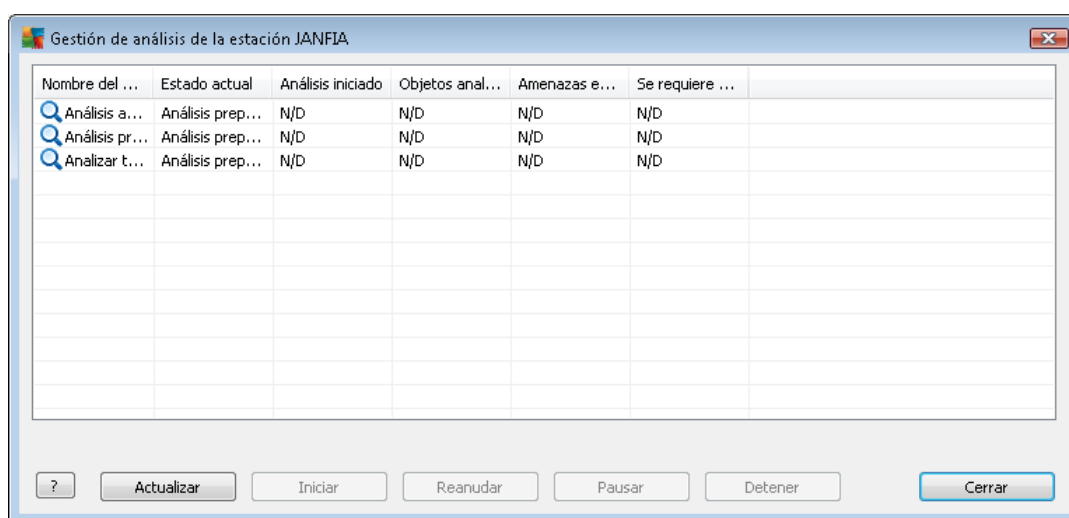 Gestión de análisis de la estación JANFIA
Nombre del ... Estado actual Análisis iniciado Objetos anal... Amenazas e... Se requiere ...
Análisis a... Análisis prep... N/D N/D N/D N/D
Análisis pr... Análisis prep... N/D N/D N/D N/D
Analizar t... Análisis prep... N/D N/D N/D N/D
? Actualizar Iniciar Reanudar Pausar Detener Cerrar